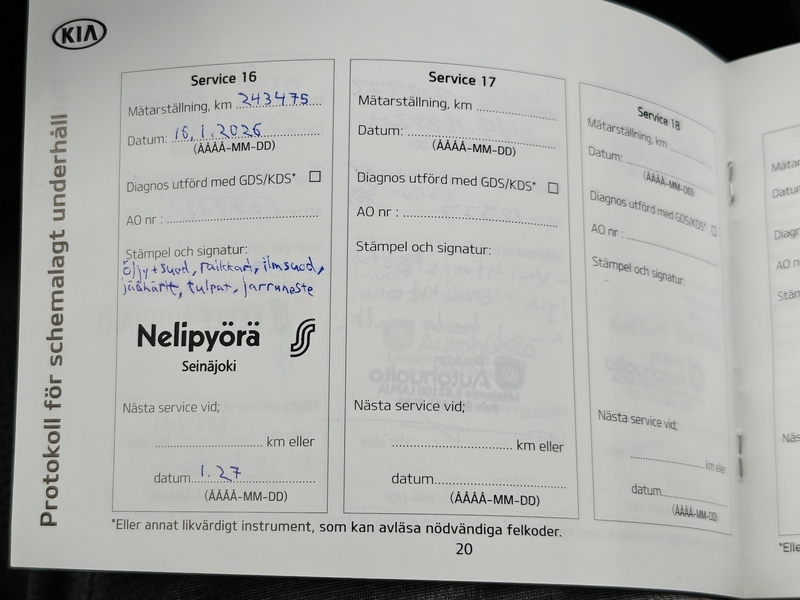 KIA
Protokoll för schemalagt underhåll
Service 16
Mätarställning, km 243475
Datum: 16.1.2026
(ÅÅÅÅ-MM-DD)
Diagnos utförd med GDS/KDS*
AO nr :
Stämpel och signatur:
öljy + suod, raikkari, ilmsuod,
jäähärit, tulpat, jarruneste
Nelipyörä
Seinäjoki
Nästa service vid;
km eller
datum 1.27
(ÅÅÅÅ-MM-DD)
Service 17
Mätarställning, km
Datum:
(ÅÅÅÅ-MM-DD)
Diagnos utförd med GDS/KDS*
AO nr :
Stämpel och signatur:
Nästa service vid;
km eller
datum
(ÅÅÅÅ-MM-DD)
Service 18
Mätarställning, km
Datum:
(ÅÅÅÅ-MM-DD)
Diagnos utförd med GDS/KDS*
AO nr :
Stämpel och signatur:
Nästa service vid;
km eller
datum
(ÅÅÅÅ-MM-DD)
*Eller annat likvärdigt instrument, som kan avläsa nödvändiga felkoder.
20